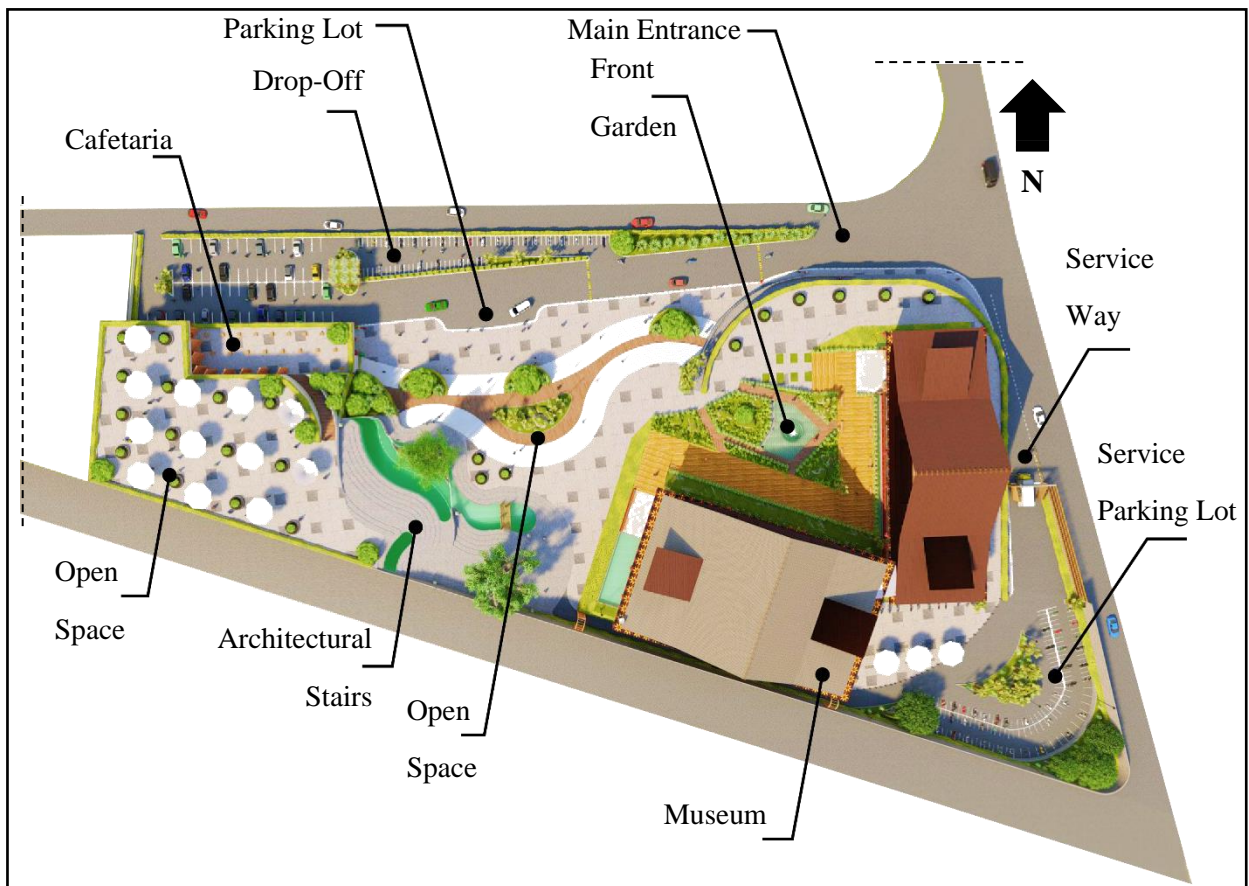 Parking Lot
Main Entrance
Drop-Off
Front
Garden
Cafetaria
N
Service
Way
Service
Parking Lot
Open
Space
Architectural
Stairs
Open
Space
Museum